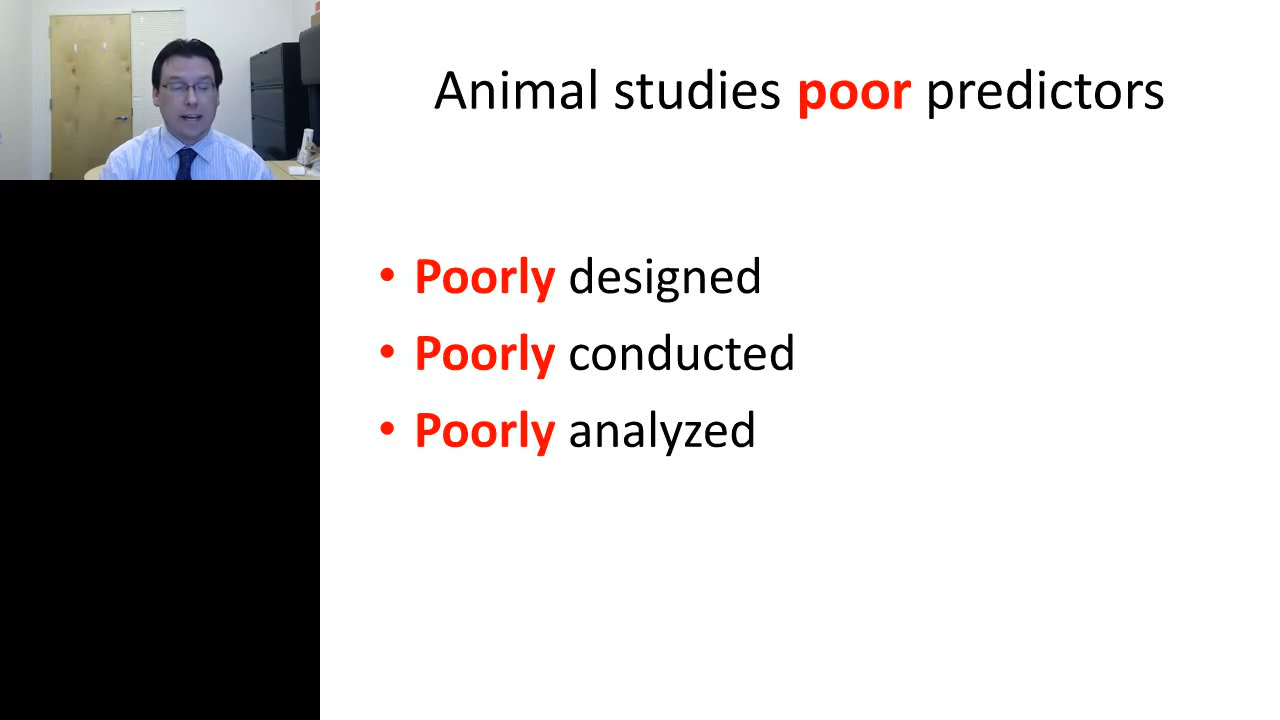 Animal studies poor predictors
• Poorly designed
• Poorly conducted
• Poorly analyzed